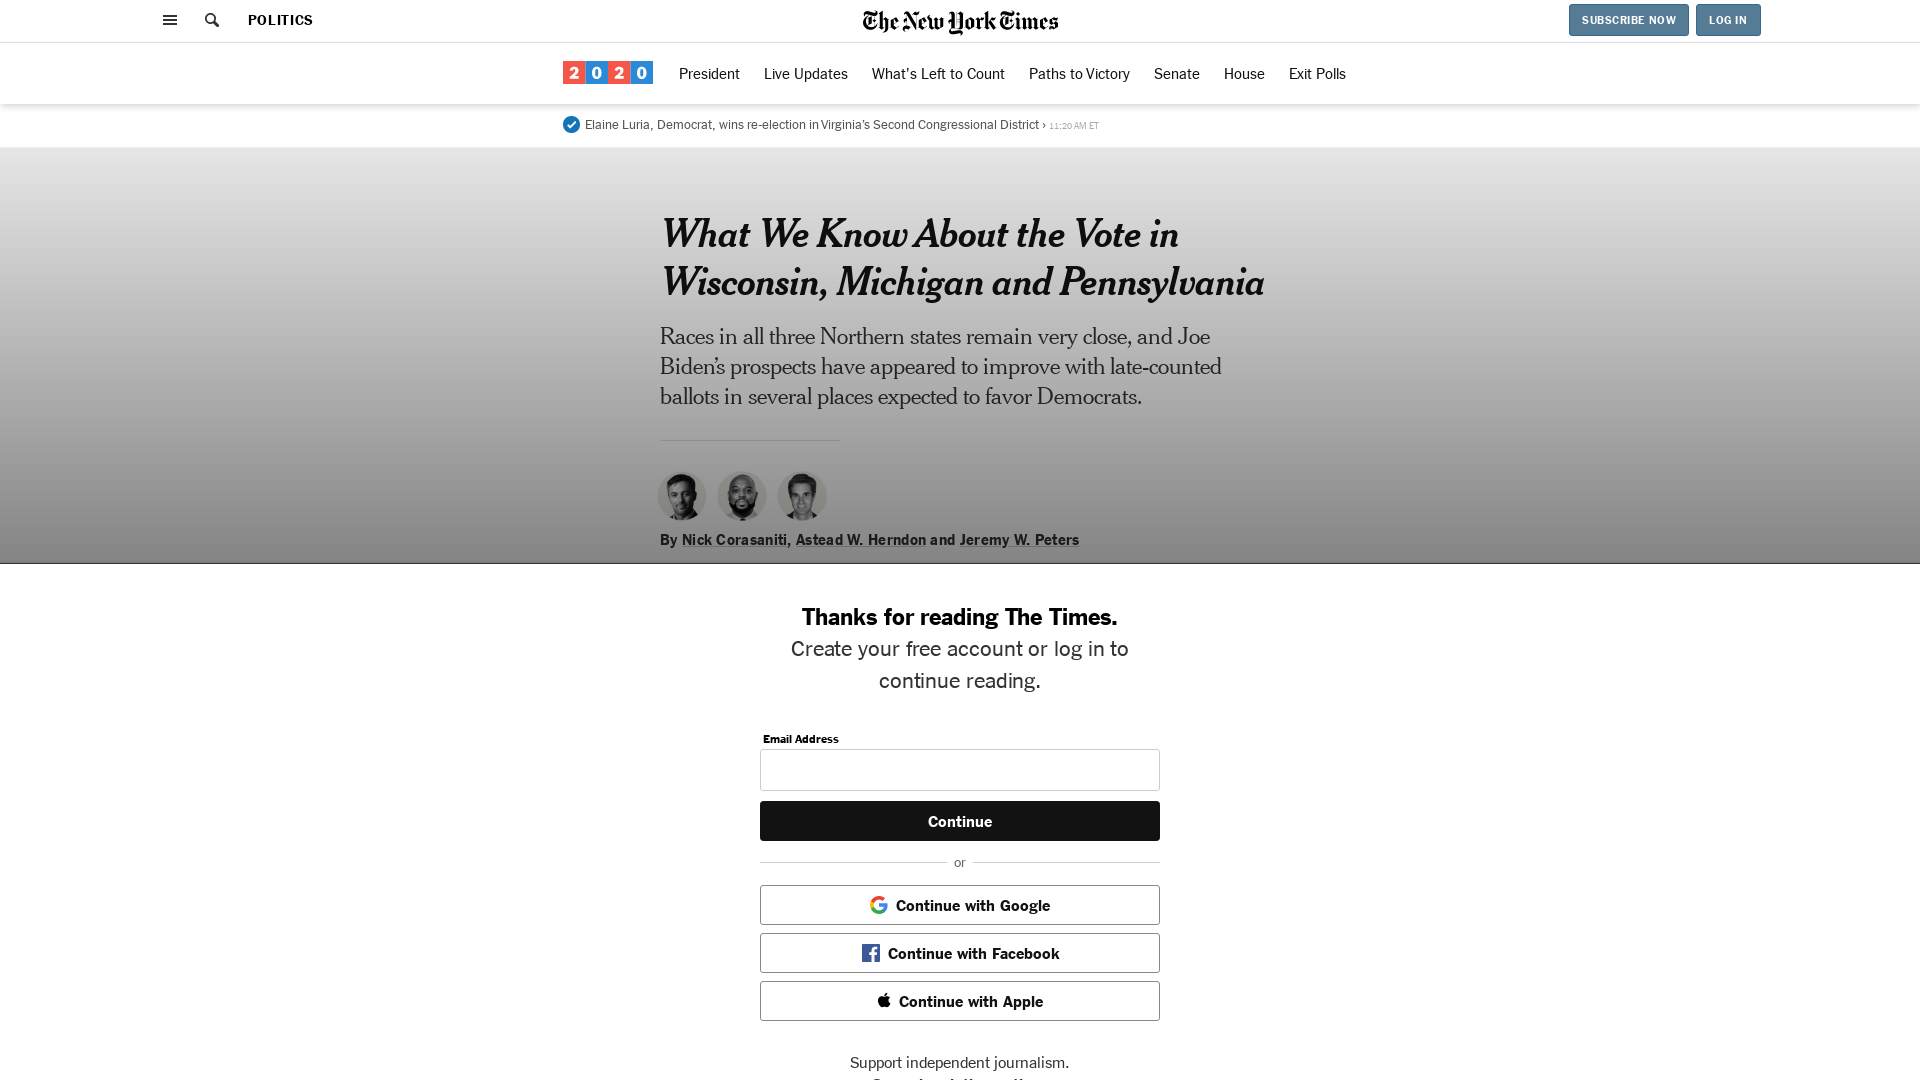 POLITICS
The New York Times
SUBSCRIBE NOW
LOG IN
2020
President
Live Updates
What's Left to Count
Paths to Victory
Senate
House
Exit Polls
Elaine Luria, Democrat, wins re-election in Virginia's Second Congressional District › 11:20 AM ET
What We Know About the Vote in
Wisconsin, Michigan and Pennsylvania
Races in all three Northern states remain very close, and Joe
Biden’s prospects have appeared to improve with late-counted
ballots in several places expected to favor Democrats.
By Nick Corasaniti, Astead W. Herndon and Jeremy W. Peters
Thanks for reading The Times.
Create your free account or log in to
continue reading.
Email Address
Continue
or
Continue with Google
Continue with Facebook
Continue with Apple
Support independent journalism.